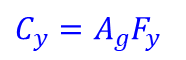 C_y = A_g F_y